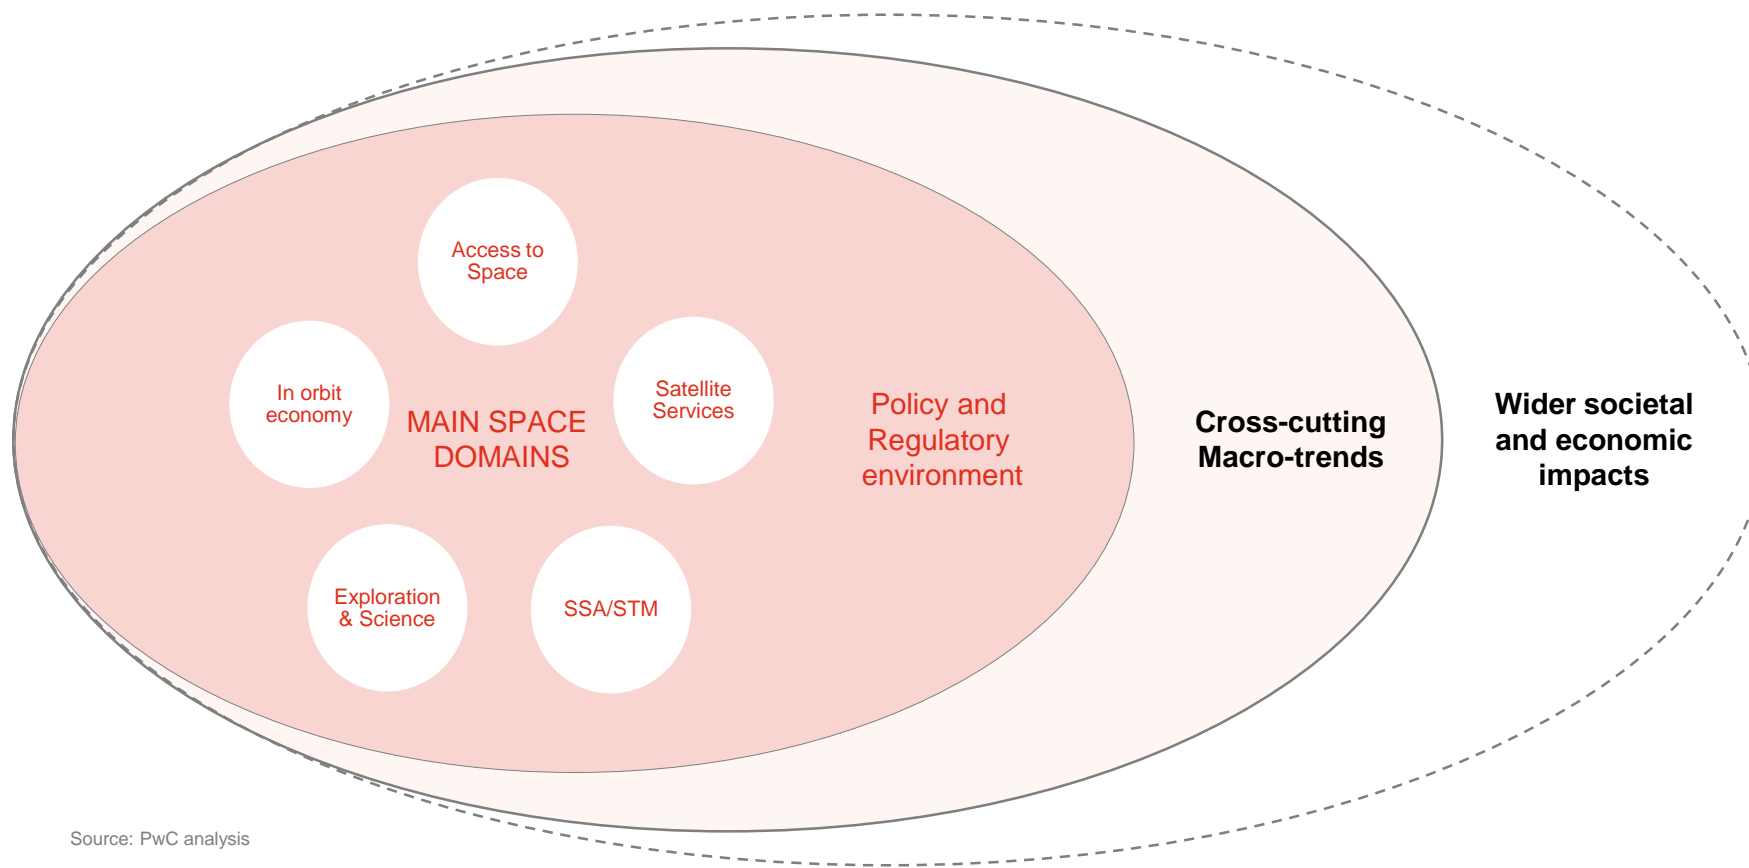 Access to
Space
In orbit
economy
Satellite
Services
MAIN SPACE
DOMAINS
Exploration
& Science
SSA/STM
Policy and
Regulatory
environment
Cross-cutting
Macro-trends
Wider societal
and economic
impacts
Source: PwC analysis